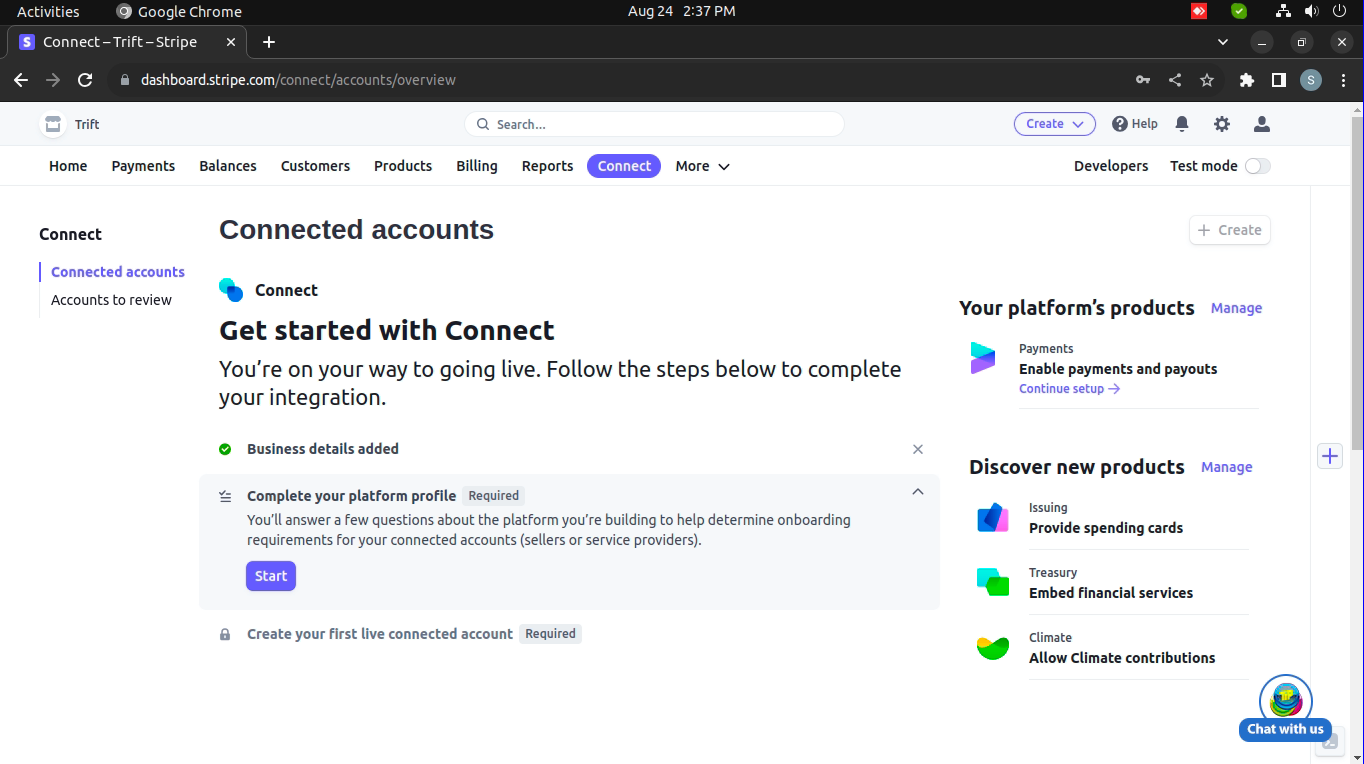 Activities
Google Chrome
Aug 24 2:37 PM
S
Connect – Trift – Stripe
dashboard.stripe.com/connect/accounts/overview
S
Trift
Search...
Create
Help
Home
Payments
Balances
Customers
Products
Billing
Reports
Connect
More
Developers
Test mode
Connect
Connected accounts
Accounts to review
Connected accounts
+ Create
Connect
Get started with Connect
You’re on your way to going live. Follow the steps below to complete
your integration.
Business details added
Complete your platform profile Required
You’ll answer a few questions about the platform you’re building to help determine onboarding
requirements for your connected accounts (sellers or service providers).
Start
Create your first live connected account Required
Your platform’s products Manage
Payments
Enable payments and payouts
Continue setup →
Discover new products Manage
Issuing
Provide spending cards
Treasury
Embed financial services
Climate
Allow Climate contributions
Chat with us